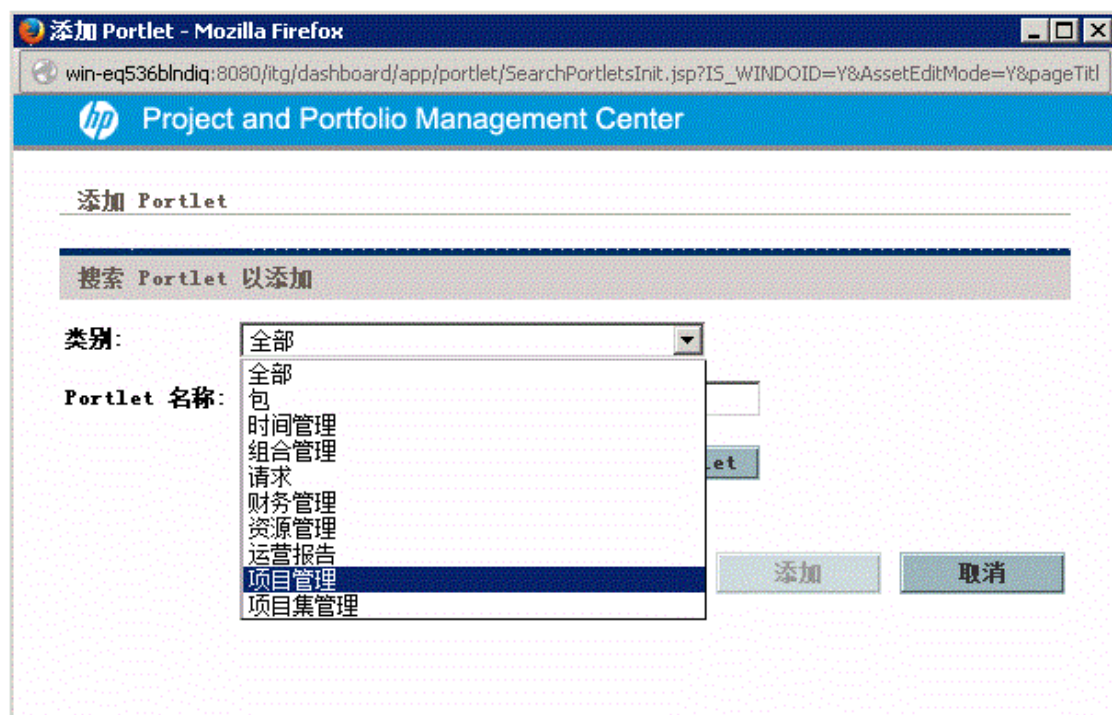 添加 Portlet - Mozilla Firefox
win-eq536blndiq:8080/itg/dashboard/app/portlet/SearchPortletsInit.jsp?IS_WINDOID=Y&AssetEditMode=Y&pageTitl
hp Project and Portfolio Management Center
添加 Portlet
搜索 Portlet 以添加
类别: 全部
全部
Portlet 名称: 包
时间管理
组合管理
请求
财务管理
资源管理
运营报告
项目管理
项目集管理
let
添加 取消